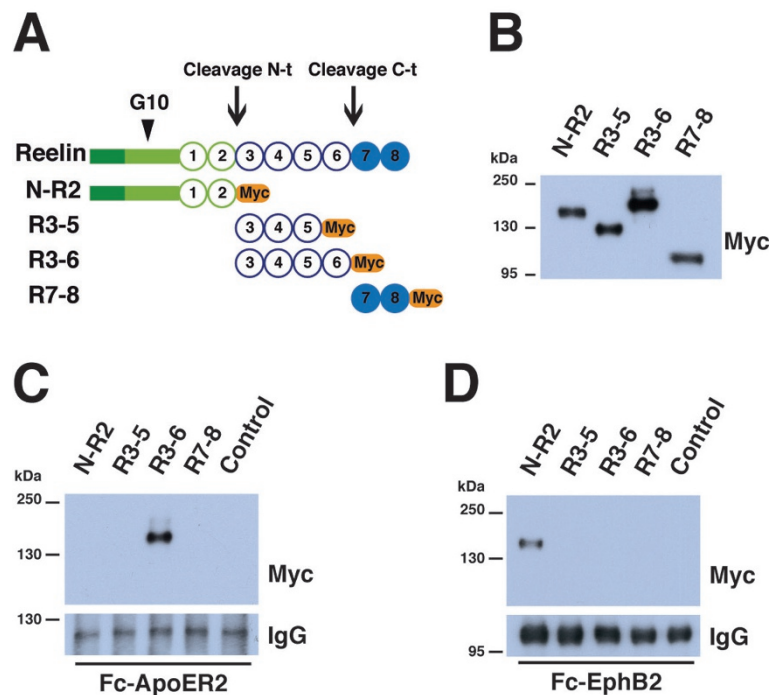 A
Cleavage N-t Cleavage C-t
G10
Reelin 1 2 3 4 5 6 7 8
N-R2 1 2 Myc
R3-5 3 4 5 Myc
R3-6 3 4 5 6 Myc
R7-8 7 8 Myc
B
N-R2 R3-5 R3-6 R7-8
kDa
250
130
95
Myc
C
N-R2 R3-5 R3-6 R7-8 Control
kDa
250
130
Myc
130
IgG
Fc-ApoER2
D
N-R2 R3-5 R3-6 R7-8 Control
kDa
250
130
Myc
95
IgG
Fc-EphB2